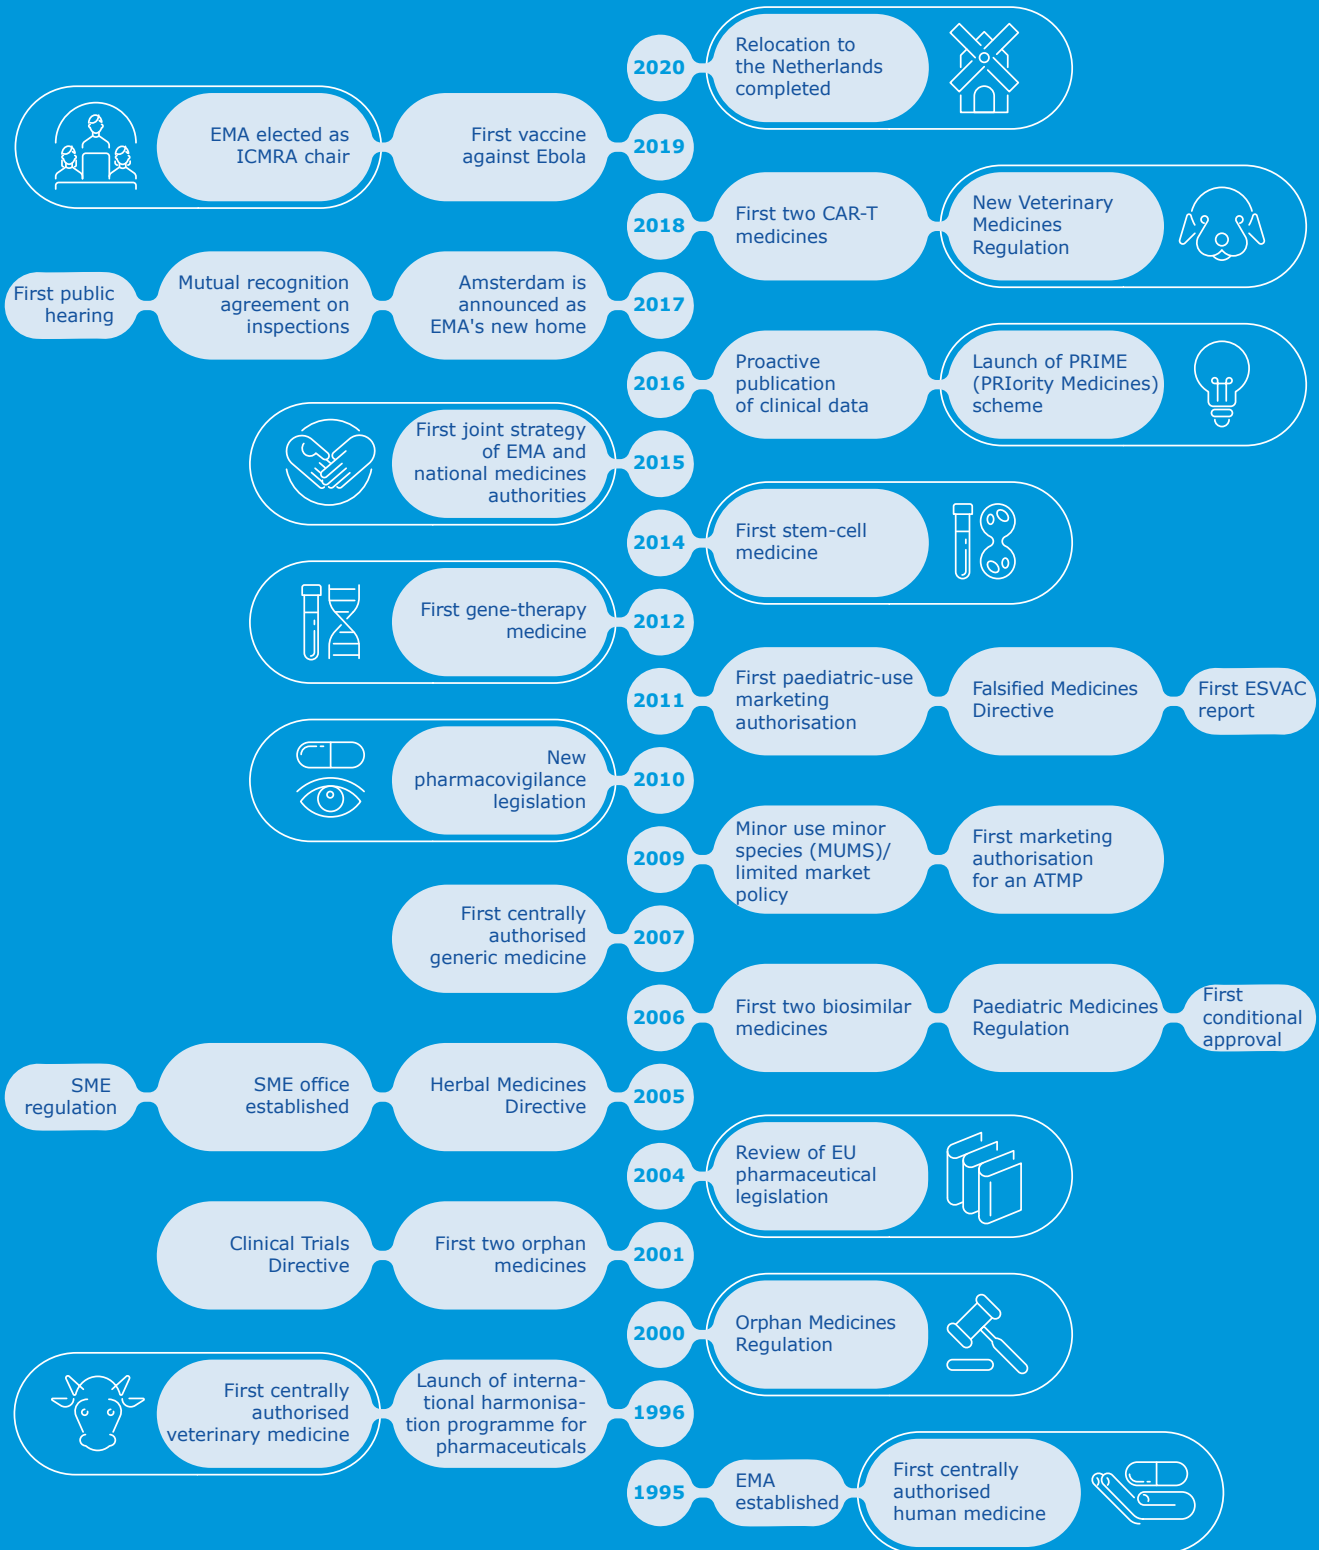 2020
Relocation to
the Netherlands
completed
2019
First vaccine
against Ebola
EMA elected as
ICMRA chair
2018
First two CAR-T
medicines
New Veterinary
Medicines
Regulation
2017
Amsterdam is
announced as
EMA's new home
Mutual recognition
agreement on
inspections
First public
hearing
2016
Proactive
publication
of clinical data
Launch of PRIME
(PRIority Medicines)
scheme
2015
First joint strategy
of EMA and
national medicines
authorities
2014
First stem-cell
medicine
2012
First gene-therapy
medicine
2011
First paediatric-use
marketing
authorisation
Falsified Medicines
Directive
First ESVAC
report
2010
New
pharmacovigilance
legislation
2009
Minor use minor
species (MUMS)/
limited market
policy
First marketing
authorisation
for an ATMP
2007
First centrally
authorised
generic medicine
2006
First two biosimilar
medicines
Paediatric Medicines
Regulation
First
conditional
approval
2005
Herbal Medicines
Directive
SME office
established
SME
regulation
2004
Review of EU
pharmaceutical
legislation
2001
First two orphan
medicines
Clinical Trials
Directive
2000
Orphan Medicines
Regulation
1996
Launch of interna-
tional harmonisa-
tion programme for
pharmaceuticals
First centrally
authorised
veterinary medicine
1995
EMA
established
First centrally
authorised
human medicine